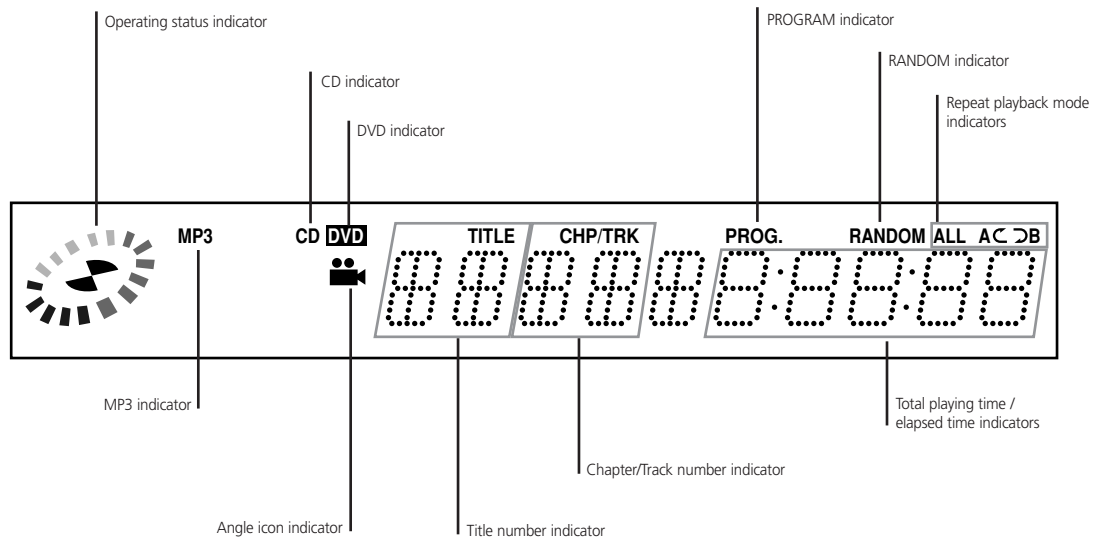 Operating status indicator
PROGRAM indicator
RANDOM indicator
CD indicator
Repeat playback mode
indicators
DVD indicator
MP3 CD DVD TITLE CHP/TRK PROG. RANDOM ALL A B
MP3 indicator
Total playing time /
elapsed time indicators
Chapter/Track number indicator
Angle icon indicator
Title number indicator